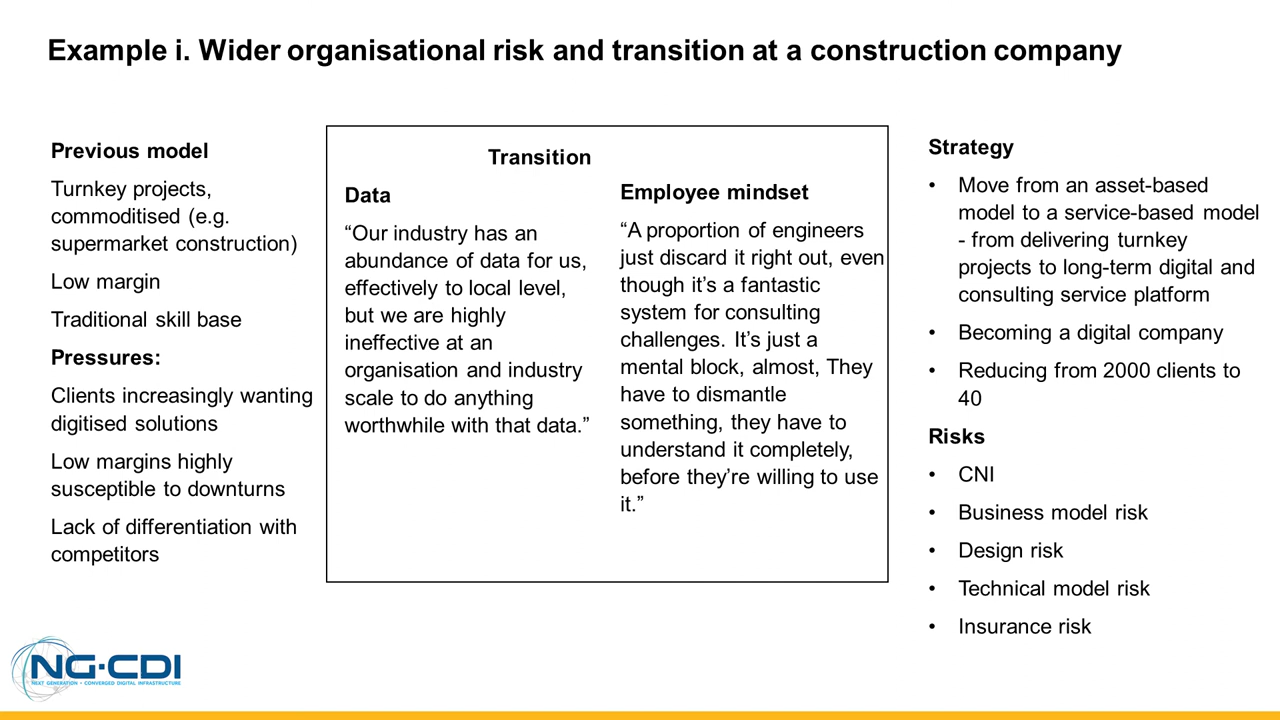 Example i. Wider organisational risk and transition at a construction company
Previous model
Turnkey projects,
commoditised (e.g.
supermarket construction)
Low margin
Traditional skill base
Pressures:
Clients increasingly wanting
digitised solutions
Low margins highly
susceptible to downturns
Lack of differentiation with
competitors
Transition
Data
“Our industry has an
abundance of data for us,
effectively to local level,
but we are highly
ineffective at an
organisation and industry
scale to do anything
worthwhile with that data.”
Employee mindset
“A proportion of engineers
just discard it right out, even
though it’s a fantastic
system for consulting
challenges. It’s just a
mental block, almost, They
have to dismantle
something, they have to
understand it completely,
before they’re willing to use
it.”
Strategy
• Move from an asset-based
model to a service-based model
- from delivering turnkey
projects to long-term digital and
consulting service platform
• Becoming a digital company
• Reducing from 2000 clients to
40
Risks
• CNI
• Business model risk
• Design risk
• Technical model risk
• Insurance risk
NG·CDI
NEXT GENERATION · CONVERGED DIGITAL INFRASTRUCTURE